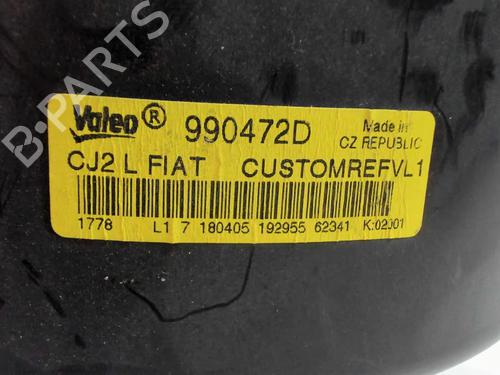 Valeo® 990472D Made in CZ REPUBLIC
CJ2 L FIAT CUSTOMREFVL1
1778 L1 7 180405 192955 62341 K:02J01
B-PARTS